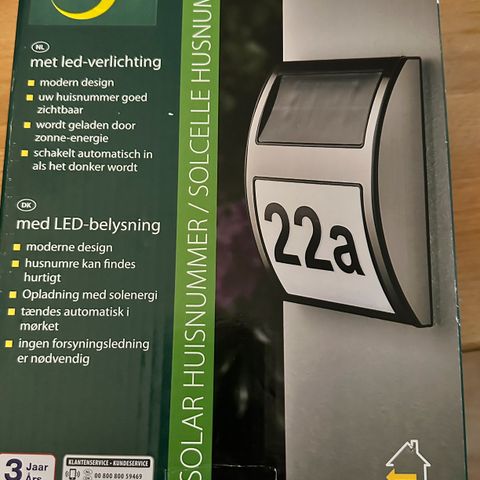 NL
met led-verlichting
modern design
uw huisnummer goed
zichtbaar
wordt geladen door
zonne-energie
schakelt automatisch in
als het donker wordt
DK
med LED-belysning
moderne design
husnumre kan findes
hurtigt
Opladning med solenergi
tændes automatisk i
mørket
ingen forsyningsledning
er nødvendig
3 Jaar
Års
KLANTENSERVICE • KUNDESERVICE
NL
00 800 800 59469
SOLAR HUISNUMMER / SOLCELLE HUSNUM
22a